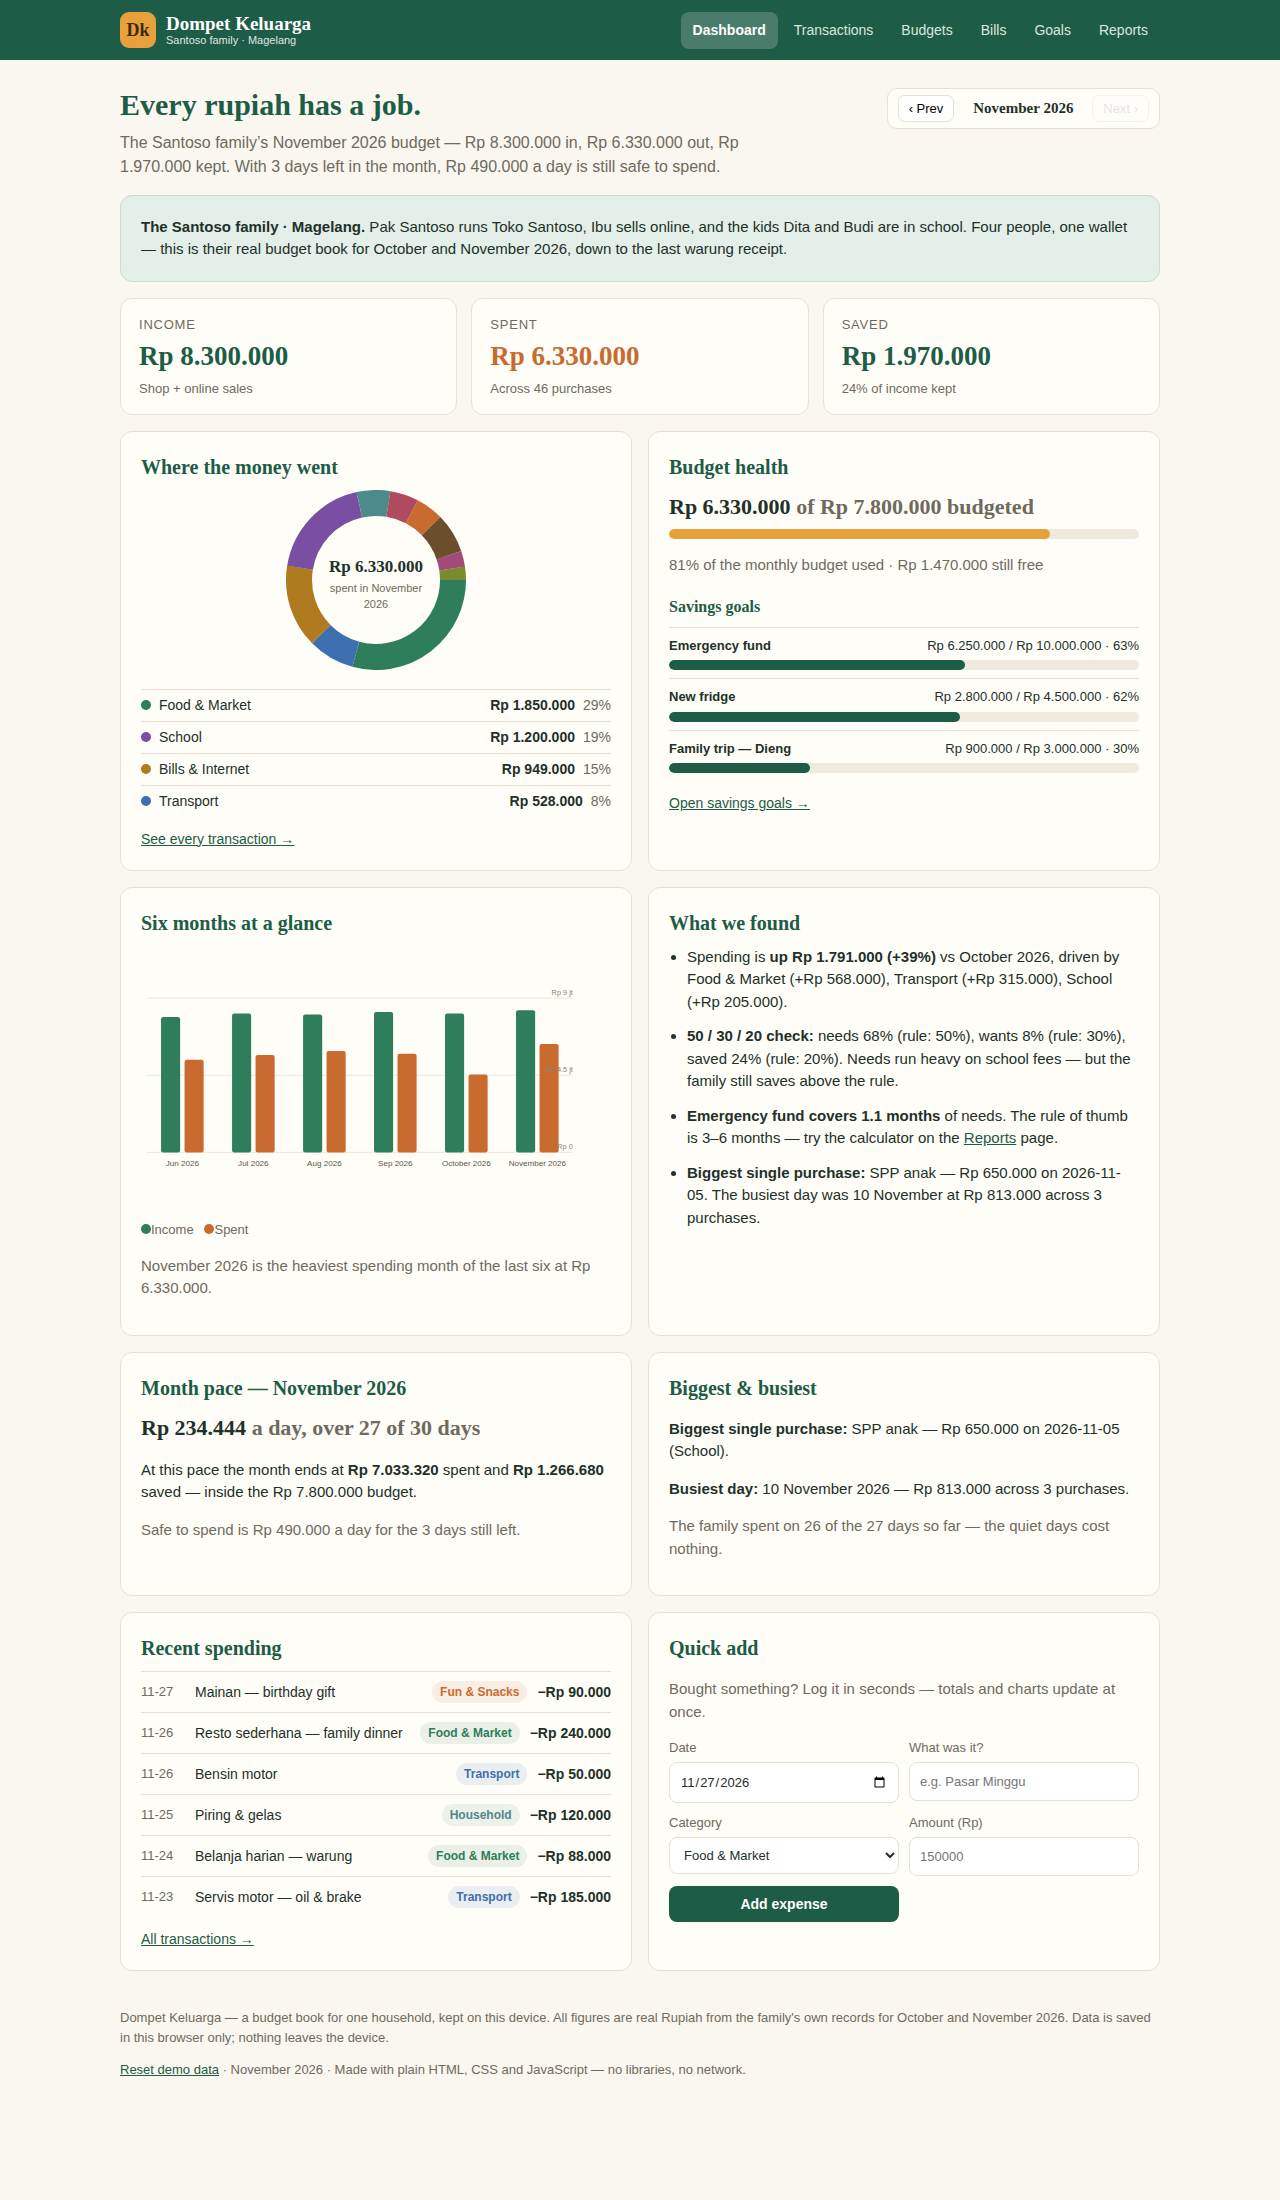 Dk
Dompet Keluarga
Santoso family · Magelang
Dashboard Transactions Budgets Bills Goals Reports
Every rupiah has a job.
‹ Prev November 2026 Next ›
The Santoso family’s November 2026 budget — Rp 8.300.000 in, Rp 6.330.000 out, Rp
1.970.000 kept. With 3 days left in the month, Rp 490.000 a day is still safe to spend.
The Santoso family · Magelang. Pak Santoso runs Toko Santoso, Ibu sells online, and the kids Dita and Budi are in school. Four people, one wallet
— this is their real budget book for October and November 2026, down to the last warung receipt.
INCOME
Rp 8.300.000
Shop + online sales
SPENT
Rp 6.330.000
Across 46 purchases
SAVED
Rp 1.970.000
24% of income kept
Where the money went
Rp 6.330.000
spent in November
2026
Food & Market Rp 1.850.000 29%
School Rp 1.200.000 19%
Bills & Internet Rp 949.000 15%
Transport Rp 528.000 8%
See every transaction →
Budget health
Rp 6.330.000 of Rp 7.800.000 budgeted
81% of the monthly budget used · Rp 1.470.000 still free
Savings goals
Emergency fund Rp 6.250.000 / Rp 10.000.000 · 63%
New fridge Rp 2.800.000 / Rp 4.500.000 · 62%
Family trip — Dieng Rp 900.000 / Rp 3.000.000 · 30%
Open savings goals →
Six months at a glance
Rp 9 jt
4.5 jt
Rp 0
Jun 2026 Jul 2026 Aug 2026 Sep 2026 October 2026 November 2026
Income Spent
November 2026 is the heaviest spending month of the last six at Rp
6.330.000.
What we found
• Spending is up Rp 1.791.000 (+39%) vs October 2026, driven by
Food & Market (+Rp 568.000), Transport (+Rp 315.000), School
(+Rp 205.000).
• 50 / 30 / 20 check: needs 68% (rule: 50%), wants 8% (rule: 30%),
saved 24% (rule: 20%). Needs run heavy on school fees — but the
family still saves above the rule.
• Emergency fund covers 1.1 months of needs. The rule of thumb
is 3–6 months — try the calculator on the Reports page.
• Biggest single purchase: SPP anak — Rp 650.000 on 2026-11-
05. The busiest day was 10 November at Rp 813.000 across 3
purchases.
Month pace — November 2026
Rp 234.444 a day, over 27 of 30 days
At this pace the month ends at Rp 7.033.320 spent and Rp 1.266.680
saved — inside the Rp 7.800.000 budget.
Safe to spend is Rp 490.000 a day for the 3 days still left.
Biggest & busiest
Biggest single purchase: SPP anak — Rp 650.000 on 2026-11-05
(School).
Busiest day: 10 November 2026 — Rp 813.000 across 3 purchases.
The family spent on 26 of the 27 days so far — the quiet days cost
nothing.
Recent spending
11-27 Mainan — birthday gift Fun & Snacks −Rp 90.000
11-26 Resto sederhana — family dinner Food & Market −Rp 240.000
11-26 Bensin motor Transport −Rp 50.000
11-25 Piring & gelas Household −Rp 120.000
11-24 Belanja harian — warung Food & Market −Rp 88.000
11-23 Servis motor — oil & brake Transport −Rp 185.000
All transactions →
Quick add
Bought something? Log it in seconds — totals and charts update at
once.
Date What was it?
11/27/2026 e.g. Pasar Minggu
Category Amount (Rp)
Food & Market 150000
Add expense
Dompet Keluarga — a budget book for one household, kept on this device. All figures are real Rupiah from the family's own records for October and November 2026. Data is saved
in this browser only; nothing leaves the device.
Reset demo data · November 2026 · Made with plain HTML, CSS and JavaScript — no libraries, no network.